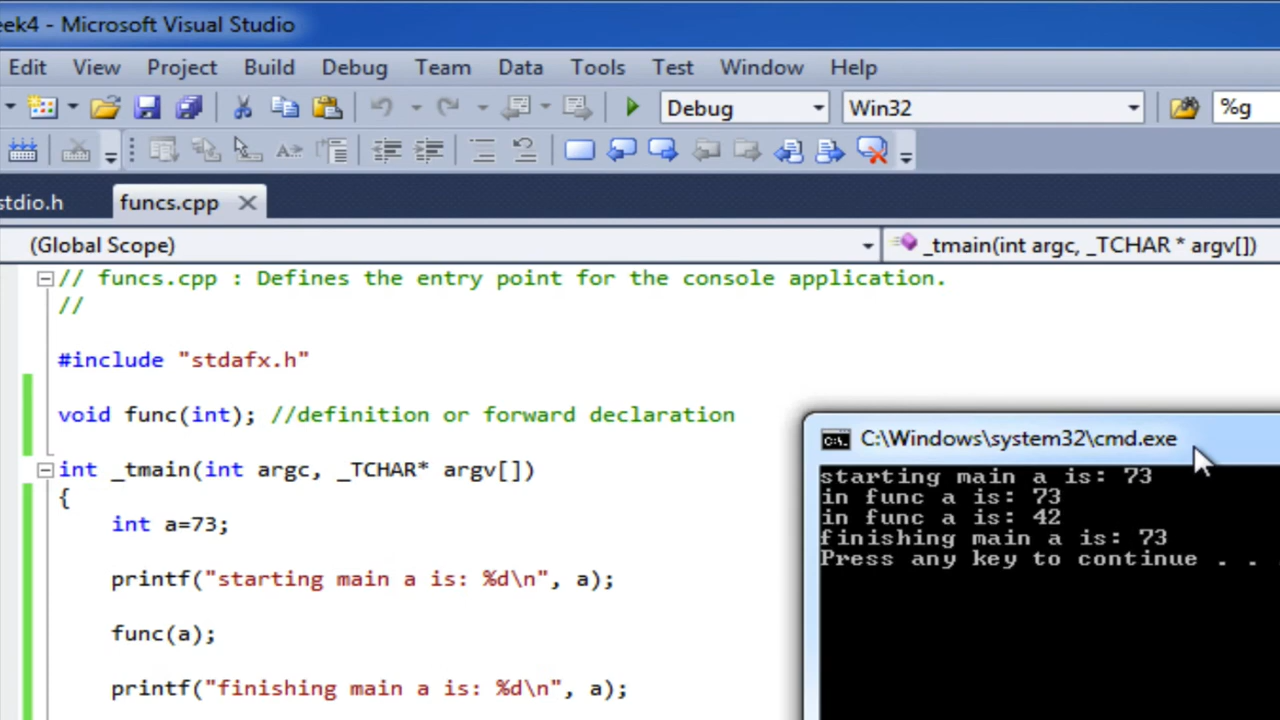 eek4 - Microsoft Visual Studio
Edit View Project Build Debug Team Data Tools Test Window Help
Debug Win32 %g
stdio.h funcs.cpp
(Global Scope) _tmain(int argc, _TCHAR * argv[])
// funcs.cpp : Defines the entry point for the console application.
//
#include "stdafx.h"
void func(int); //definition or forward declaration
int _tmain(int argc, _TCHAR* argv[])
{
int a=73;
printf("starting main a is: %d\n", a);
func(a);
printf("finishing main a is: %d\n", a);
C:\Windows\system32\cmd.exe
starting main a is: 73
in func a is: 73
in func a is: 42
finishing main a is: 73
Press any key to continue . .